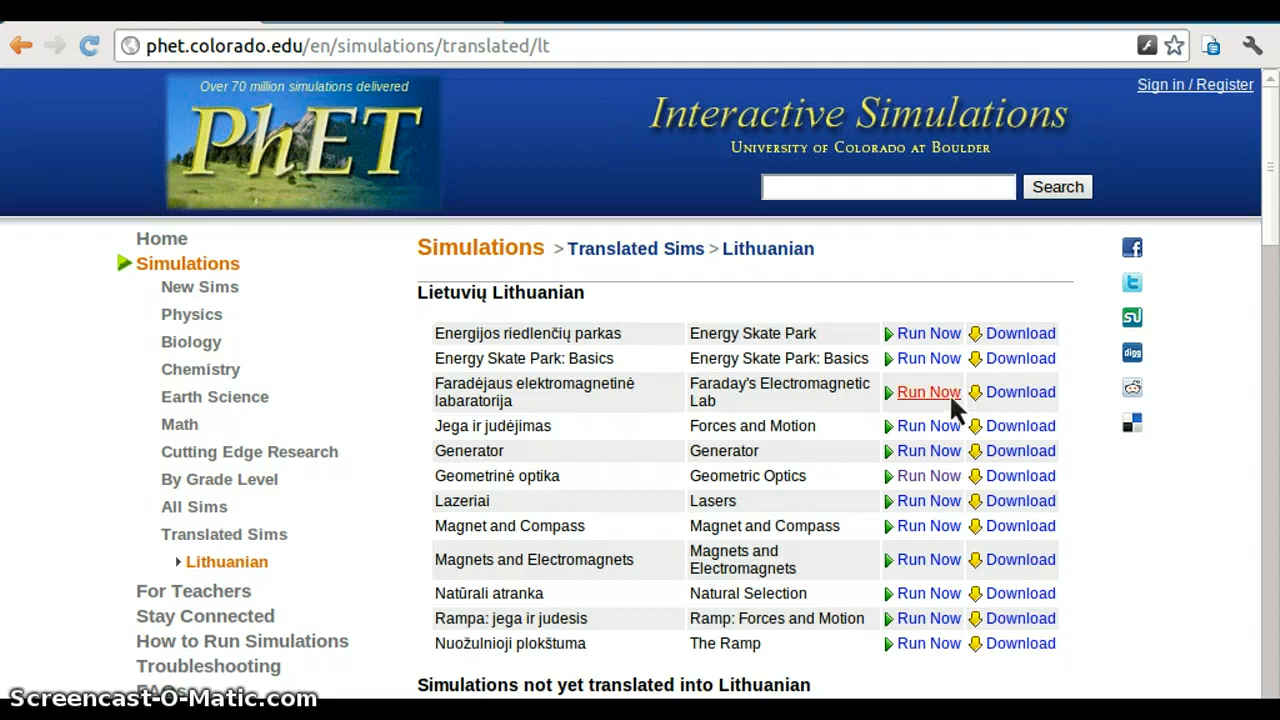 phet.colorado.edu/en/simulations/translated/lt
Over 70 million simulations delivered
PhET
Interactive Simulations
University of Colorado at Boulder
Sign in / Register
Search
Home
Simulations
New Sims
Physics
Biology
Chemistry
Earth Science
Math
Cutting Edge Research
By Grade Level
All Sims
Translated Sims
Lithuanian
For Teachers
Stay Connected
How to Run Simulations
Troubleshooting
FAQs
Simulations > Translated Sims > Lithuanian
Lietuvių Lithuanian
Energijos riedlenčių parkas Energy Skate Park Run Now Download
Energy Skate Park: Basics Energy Skate Park: Basics Run Now Download
Faradėjaus elektromagnetinė Faraday's Electromagnetic Run Now Download
labaratorija Lab
Jega ir judėjimas Forces and Motion Run Now Download
Generator Generator Run Now Download
Geometrinė optika Geometric Optics Run Now Download
Lazeriai Lasers Run Now Download
Magnet and Compass Magnet and Compass Run Now Download
Magnets and Electromagnets Magnets and Run Now Download
Electromagnets
Natūrali atranka Natural Selection Run Now Download
Rampa: jega ir judesis Ramp: Forces and Motion Run Now Download
Nuožulnioji plokštuma The Ramp Run Now Download
Simulations not yet translated into Lithuanian
digg
Screencast-O-Matic.com